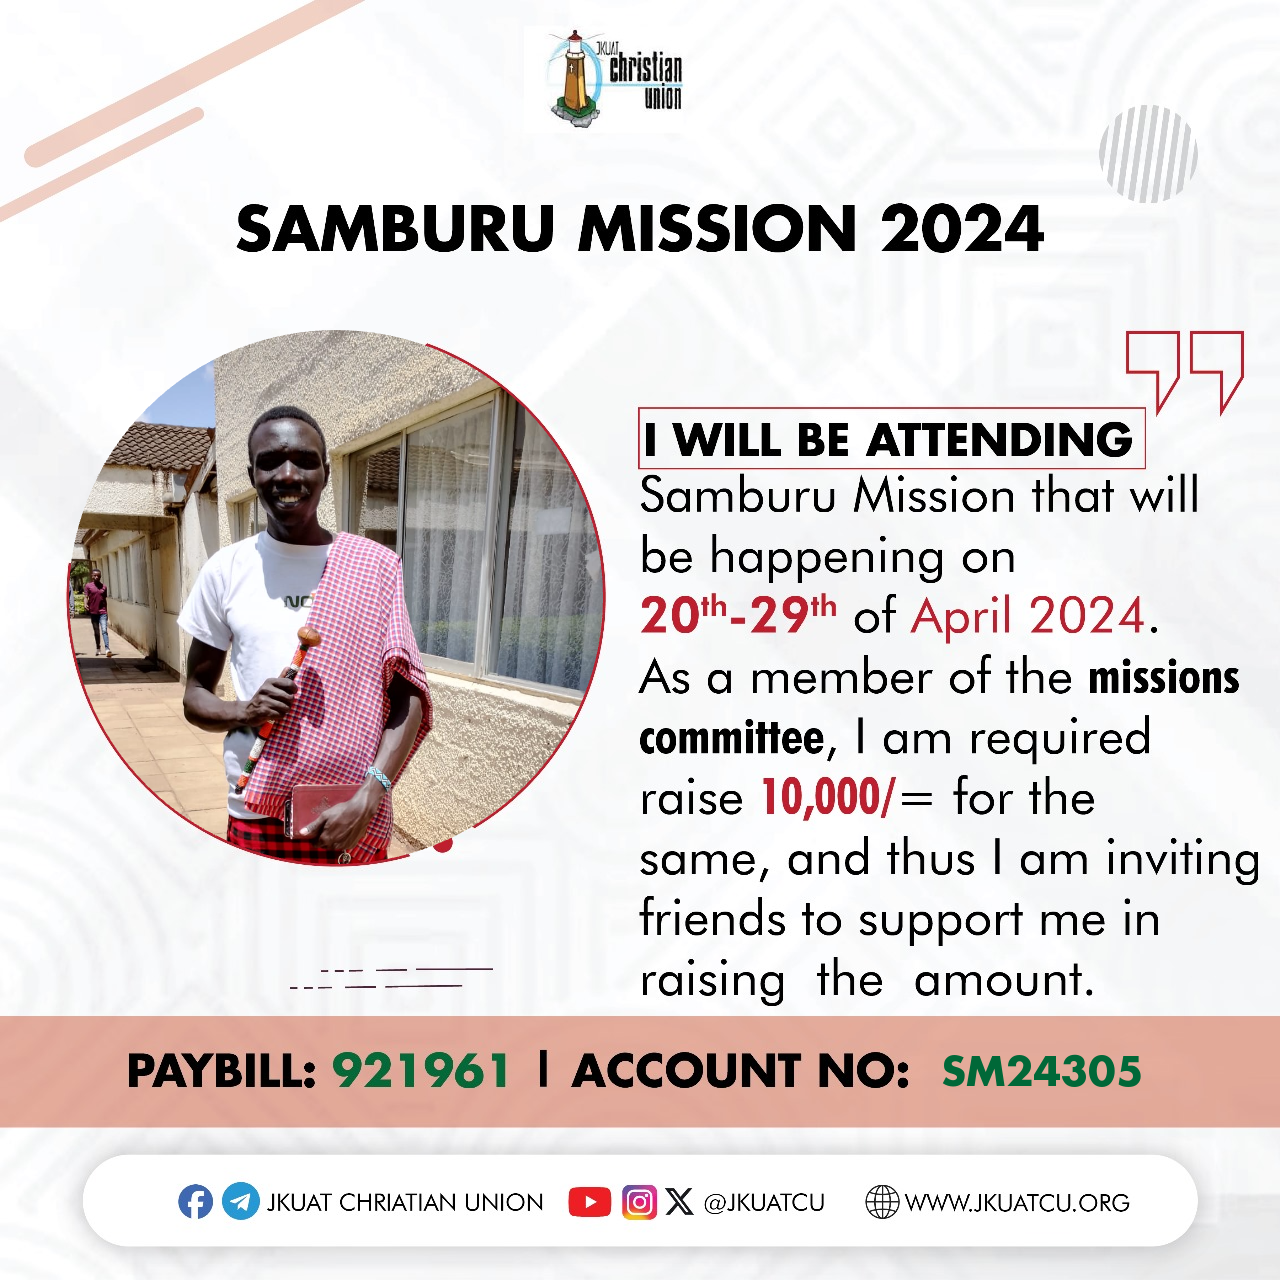 JKUAT
christian
union
SAMBURU MISSION 2024
I WILL BE ATTENDING
Samburu Mission that will
be happening on
20th-29th of April 2024.
As a member of the missions
committee, I am required
raise 10,000/= for the
same, and thus I am inviting
friends to support me in
raising the amount.
PAYBILL: 921961 | ACCOUNT NO: SM24305
JKUAT CHRIATIAN UNION @JKUATCU WWW.JKUATCU.ORG